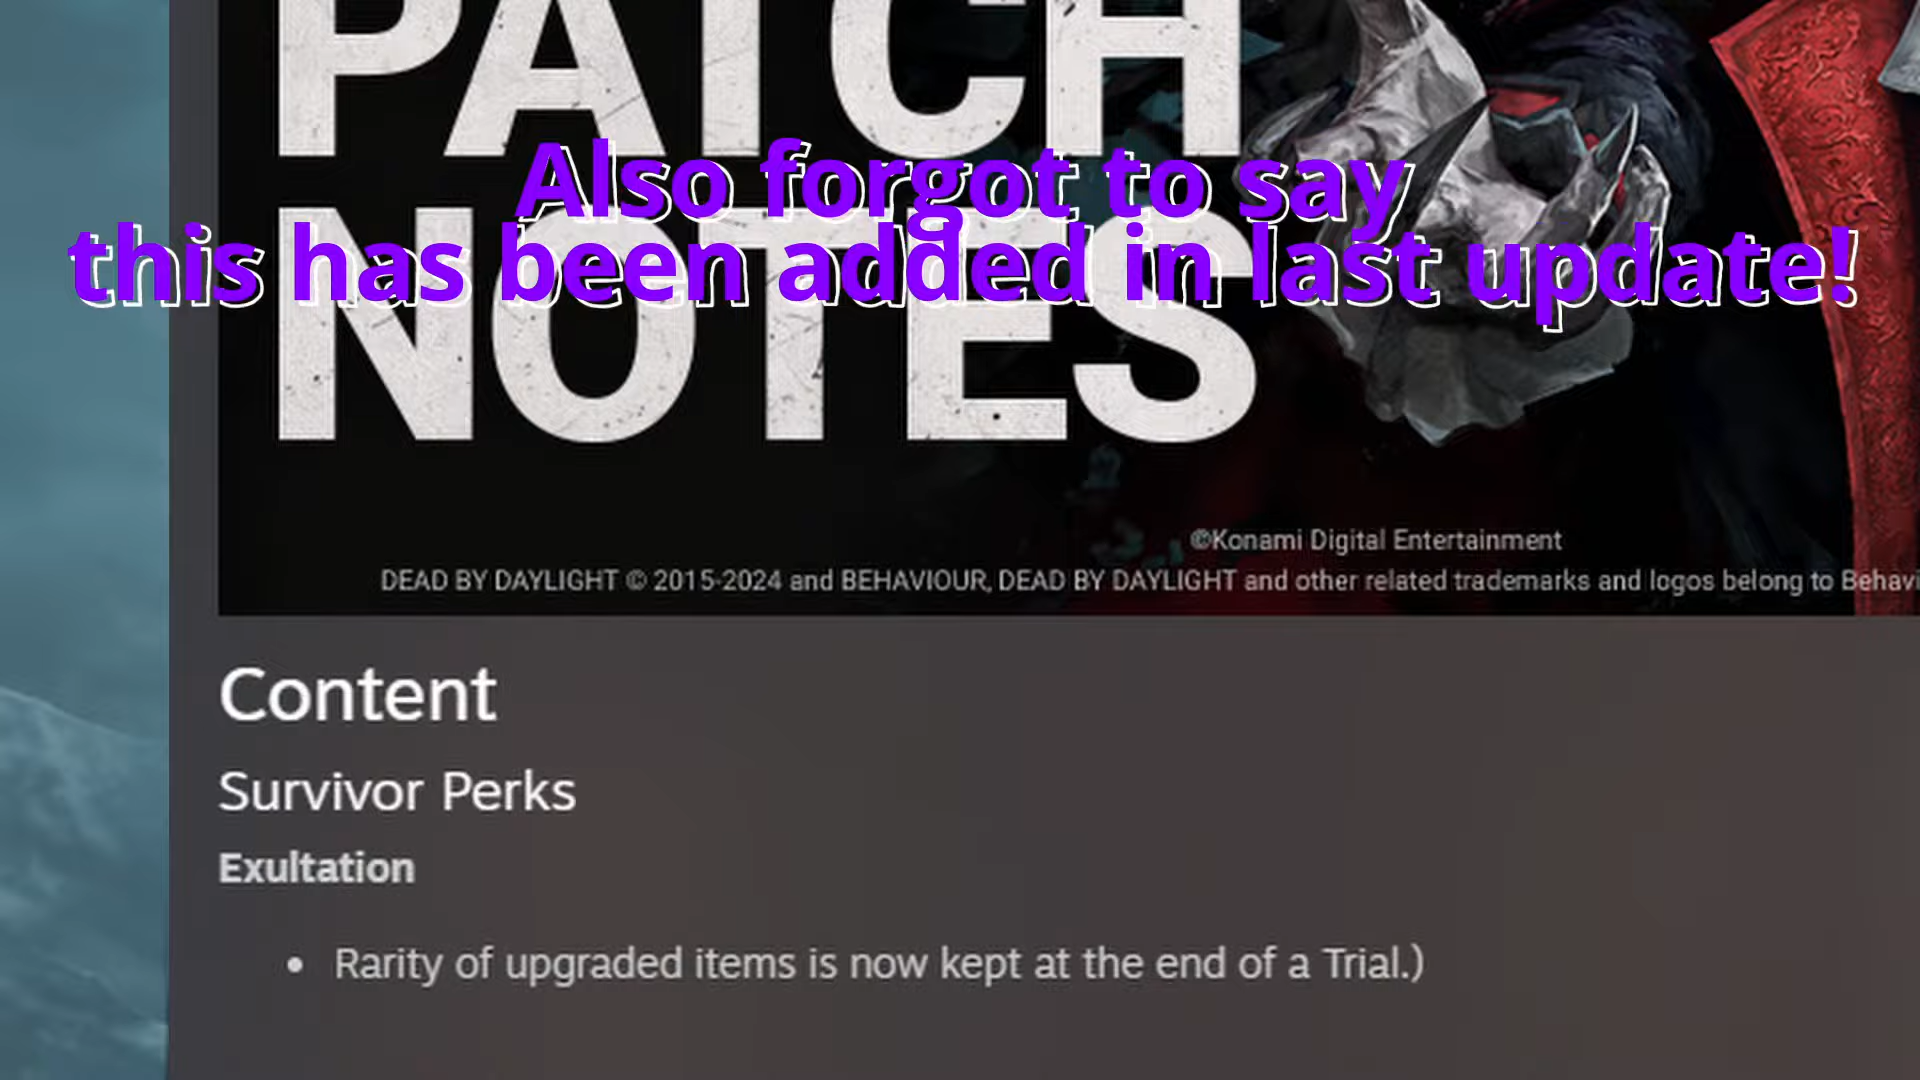 PATCH
Also forgot to say
this has been added in last update!
NOTES
©Konami Digital Entertainment
DEAD BY DAYLIGHT © 2015-2024 and BEHAVIOUR, DEAD BY DAYLIGHT and other related trademarks and logos belong to Behavi
Content
Survivor Perks
Exultation
• Rarity of upgraded items is now kept at the end of a Trial.)